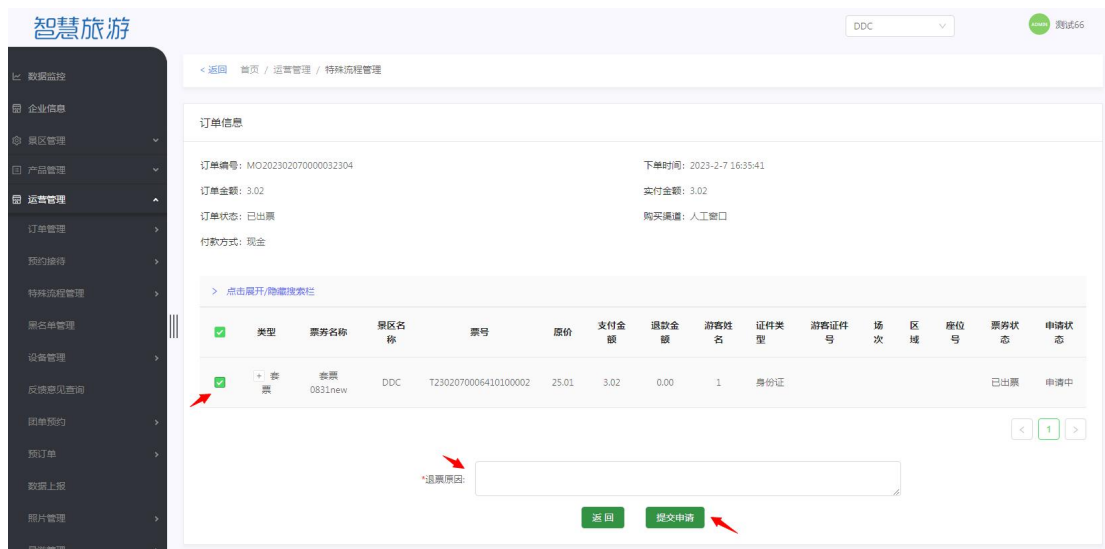 智慧旅游
DDC
ADMIN
测试66
数据监控
企业信息
景区管理
产品管理
运营管理
订单管理
预约接待
特殊流程管理
黑名单管理
设备管理
反馈意见查询
团单预约
预订单
数据上报
照片管理
< 返回 首页 / 运营管理 / 特殊流程管理
订单信息
订单编号: MO202302070000032304 下单时间: 2023-2-7 16:35:41
订单金额: 3.02 实付金额: 3.02
订单状态: 已出票 购买渠道: 人工窗口
付款方式: 现金
> 点击展开/隐藏搜索栏
类型 票券名称 景区名称 票号 原价 支付金额 退款金额 游客姓名 证件类型 游客证件号 场次 区域 座位号 票券状态 申请状态
+ 套票 套票0831new DDC T2302070006410100002 25.01 3.02 0.00 1 身份证 已出票 申请中
< 1 >
*退票原因:
返回 提交申请